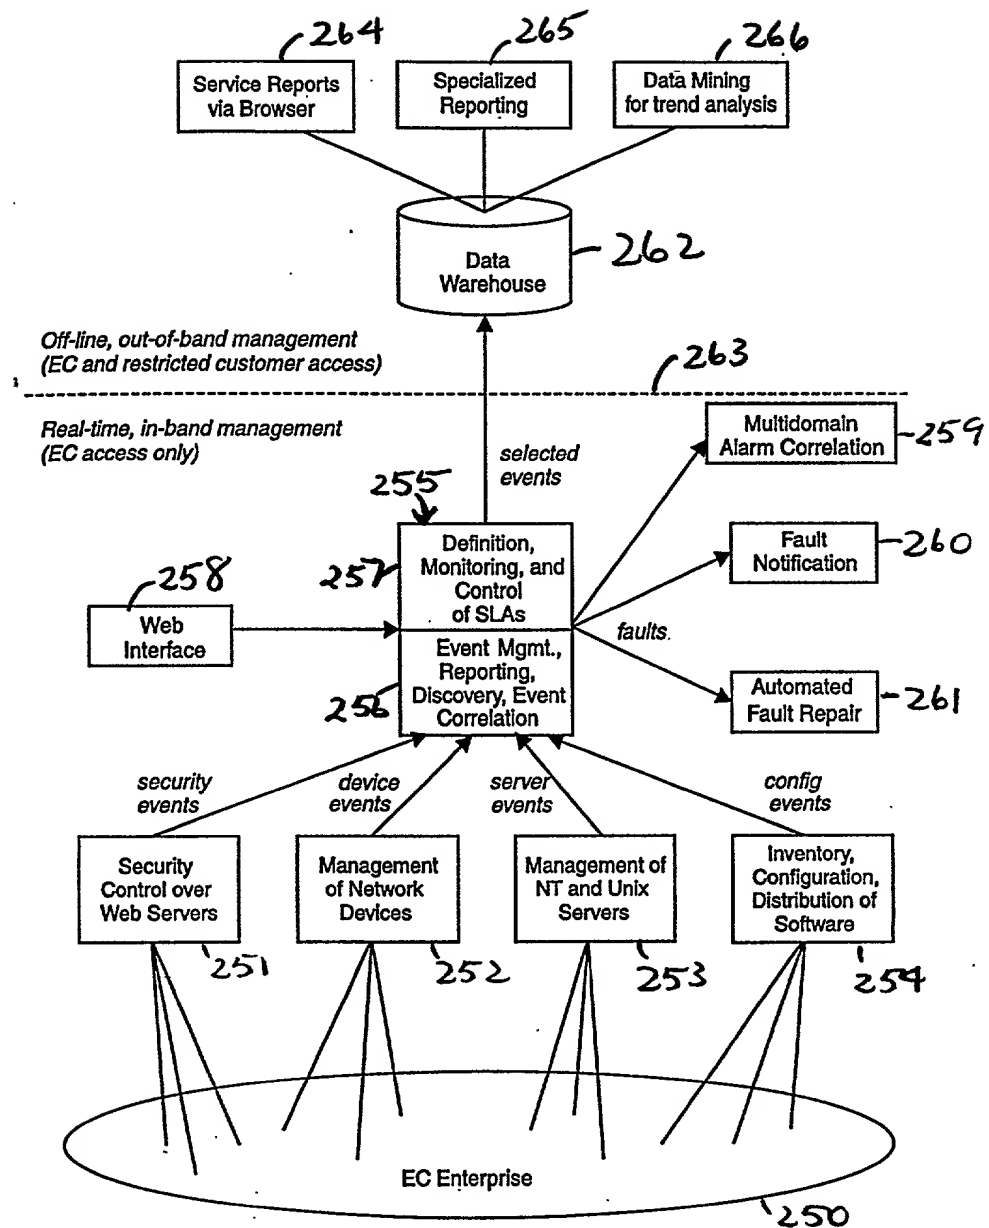 264
265
266
Service Reports
via Browser
Specialized
Reporting
Data Mining
for trend analysis
Data
Warehouse
262
Off-line, out-of-band management
(EC and restricted customer access)
263
Real-time, in-band management
(EC access only)
selected
events
Multidomain
Alarm Correlation
259
255
Definition,
Monitoring, and
Control
of SLAs
257
Fault
Notification
260
258
Web
Interface
faults.
Event Mgmt.,
Reporting,
Discovery, Event
Correlation
256
Automated
Fault Repair
261
security
events
device
events
server
events
config
events
Security
Control over
Web Servers
Management
of Network
Devices
Management of
NT and Unix
Servers
Inventory,
Configuration,
Distribution of
Software
251
252
253
254
EC Enterprise
250